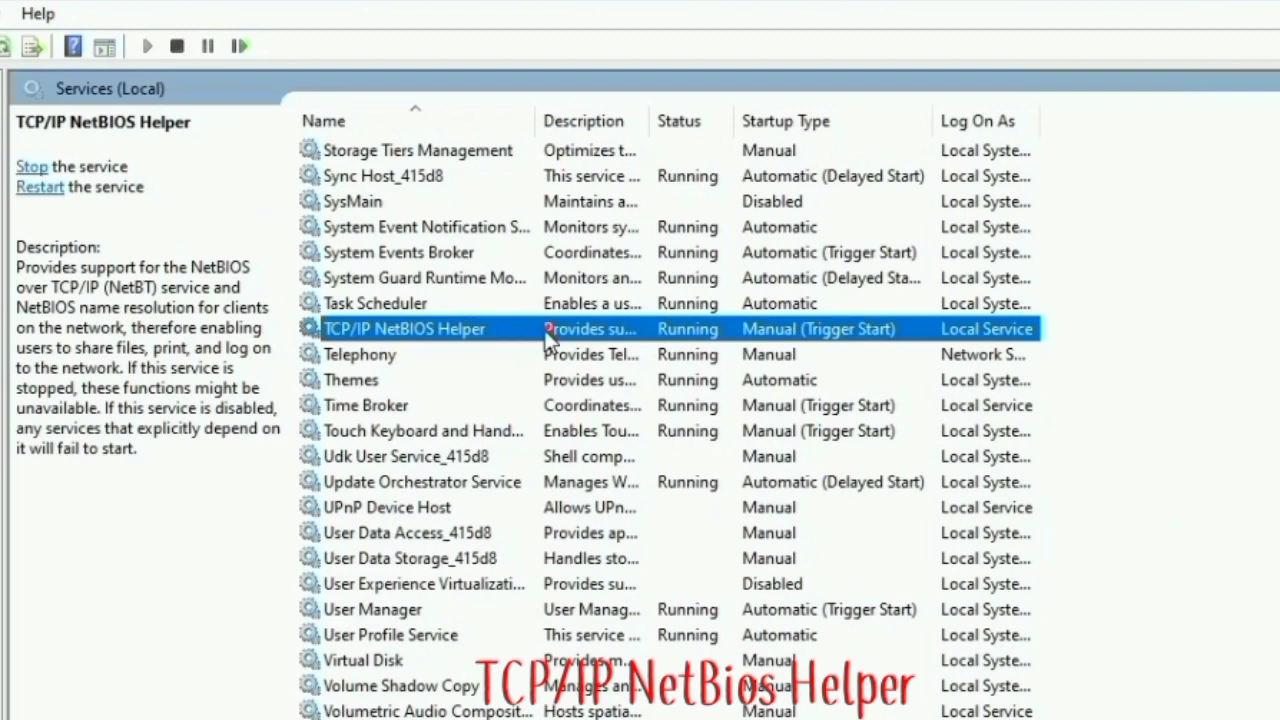 Help
Services (Local)
TCP/IP NetBIOS Helper
Stop the service
Restart the service
Description:
Provides support for the NetBIOS
over TCP/IP (NetBT) service and
NetBIOS name resolution for clients
on the network, therefore enabling
users to share files, print, and log on
to the network. If this service is
stopped, these functions might be
unavailable. If this service is disabled,
any services that explicitly depend on
it will fail to start.
Name Description Status Startup Type Log On As
Storage Tiers Management Optimizes t... Manual Local Syste...
Sync Host_415d8 This service ... Running Automatic (Delayed Start) Local Syste...
SysMain Maintains a... Disabled Local Syste...
System Event Notification S... Monitors sy... Running Automatic Local Syste...
System Events Broker Coordinates... Running Automatic (Trigger Start) Local Syste...
System Guard Runtime Mo... Monitors an... Running Automatic (Delayed Sta... Local Syste...
Task Scheduler Enables a us... Running Automatic Local Syste...
TCP/IP NetBIOS Helper Provides su... Running Manual (Trigger Start) Local Service
Telephony Provides Tel... Running Manual Network S...
Themes Provides us... Running Automatic Local Syste...
Time Broker Coordinates... Running Manual (Trigger Start) Local Service
Touch Keyboard and Hand... Enables Tou... Running Manual (Trigger Start) Local Syste...
Udk User Service_415d8 Shell comp... Manual Local Syste...
Update Orchestrator Service Manages W... Running Automatic (Delayed Start) Local Syste...
UPnP Device Host Allows UPn... Manual Local Service
User Data Access_415d8 Provides ap... Manual Local Syste...
User Data Storage_415d8 Handles sto... Manual Local Syste...
User Experience Virtualizati... Provides su... Disabled Local Syste...
User Manager User Manag... Running Automatic (Trigger Start) Local Syste...
User Profile Service This service ... Running Automatic Local Syste...
Virtual Disk Provides m... Manual Local Syste...
Volume Shadow Copy Manages an... Manual Local Syste...
Volumetric Audio Composit... Hosts spatia... Manual Local Syste...
TCP/IP NetBios Helper